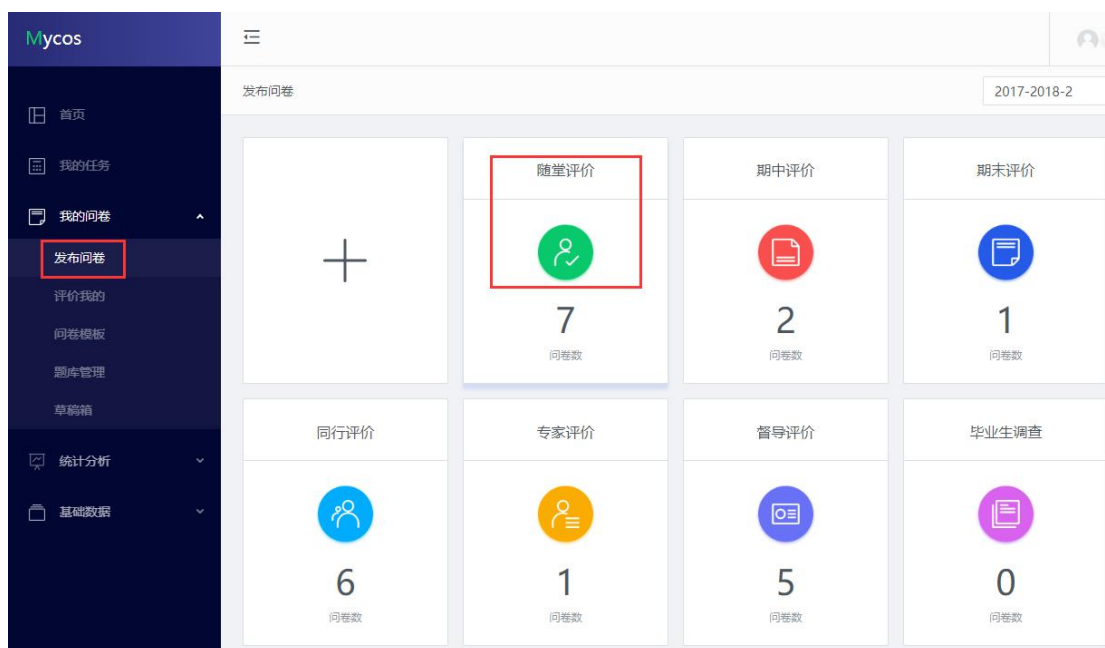 Mycos
发布问卷
2017-2018-2
首页
我的任务
我的问卷
发布问卷
评价我的
问卷模板
题库管理
草稿箱
统计分析
基础数据
随堂评价
7
问卷数
期中评价
2
问卷数
期末评价
1
问卷数
同行评价
6
问卷数
专家评价
1
问卷数
督导评价
5
问卷数
毕业生调查
0
问卷数